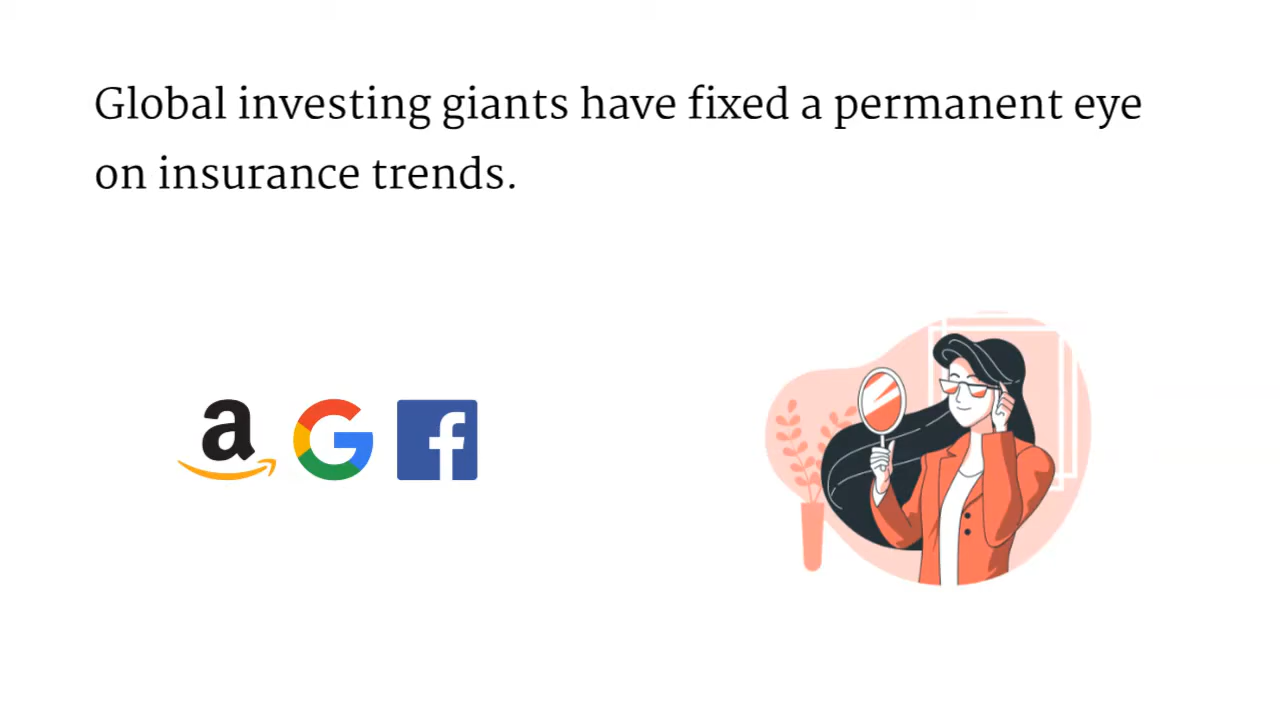 Global investing giants have fixed a permanent eye
on insurance trends.
a G f